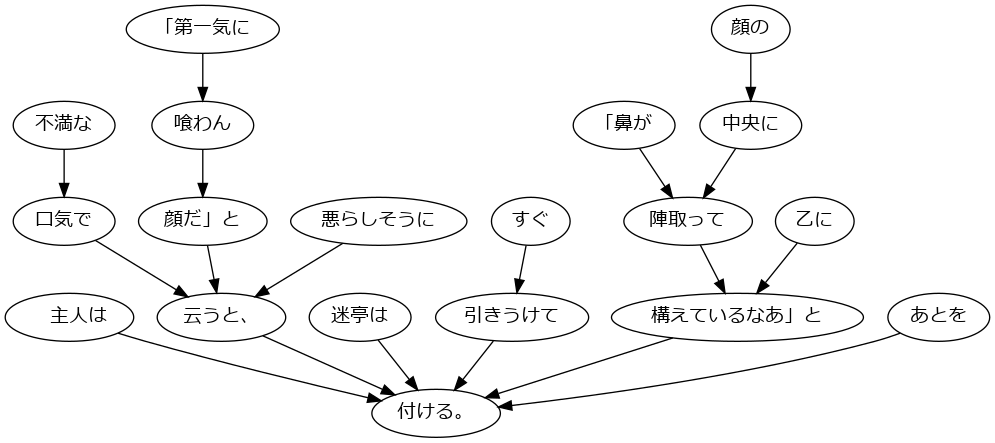 「第一気に
顔の
不満な
喰わん
「鼻が
中央に
口気で
顔だ」と
悪らしそうに
すぐ
陣取って
乙に
主人は
云うと、
迷亭は
引きうけて
構えているなあ」と
あとを
付ける。